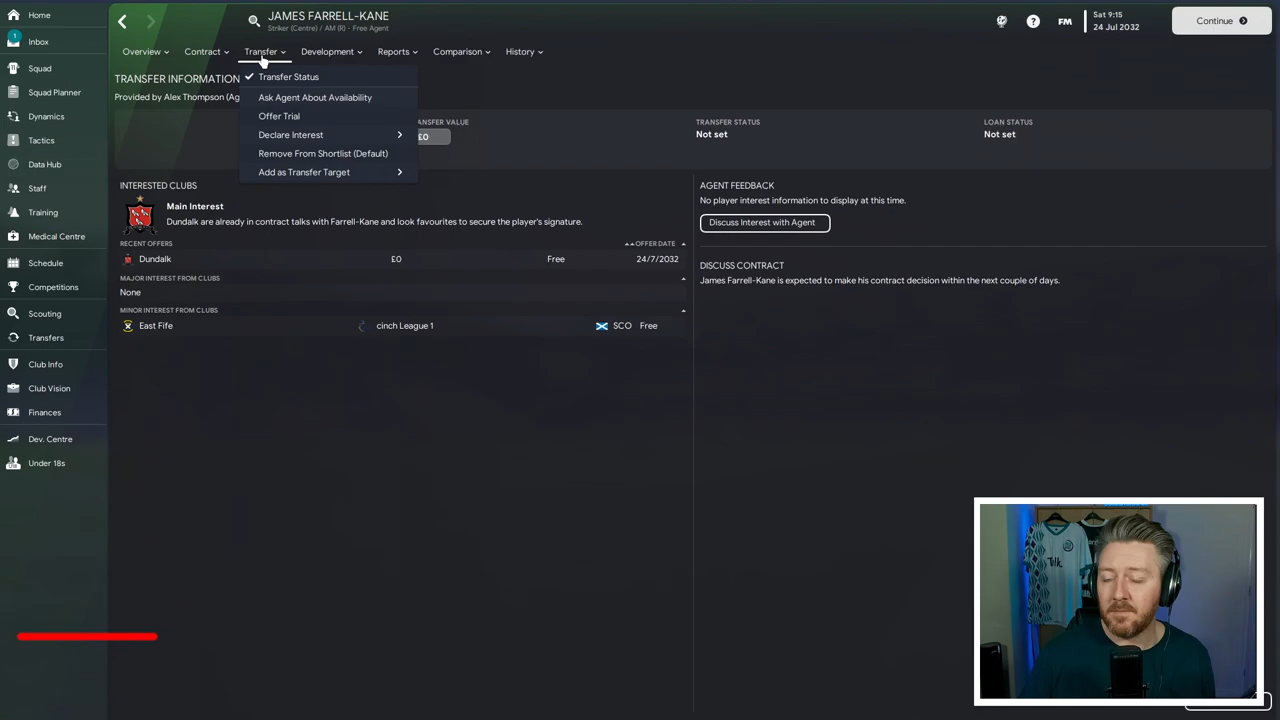 Home
1
Inbox
Squad
Squad Planner
Dynamics
Tactics
Data Hub
Staff
Training
Medical Centre
Schedule
Competitions
Scouting
Transfers
Club Info
Club Vision
Finances
Dev. Centre
U18
Under 18s
JAMES FARRELL-KANE
Striker (Centre) / AM (R) - Free Agent
?
FM
Sat 9:15
24 Jul 2032
Continue
Overview
Contract
Transfer
Development
Reports
Comparison
History
TRANSFER INFORMATION
Provided by Alex Thompson (Ag
Transfer Status
Ask Agent About Availability
Offer Trial
Declare Interest
Remove From Shortlist (Default)
Add as Transfer Target
ANSFER VALUE
£0
TRANSFER STATUS
Not set
LOAN STATUS
Not set
INTERESTED CLUBS
Main Interest
Dundalk are already in contract talks with Farrell-Kane and look favourites to secure the player's signature.
RECENT OFFERS
OFFER DATE
Dundalk £0 Free 24/7/2032
MAJOR INTEREST FROM CLUBS
None
MINOR INTEREST FROM CLUBS
East Fife cinch League 1 SCO Free
AGENT FEEDBACK
No player interest information to display at this time.
Discuss Interest with Agent
DISCUSS CONTRACT
James Farrell-Kane is expected to make his contract decision within the next couple of days.
Talk.